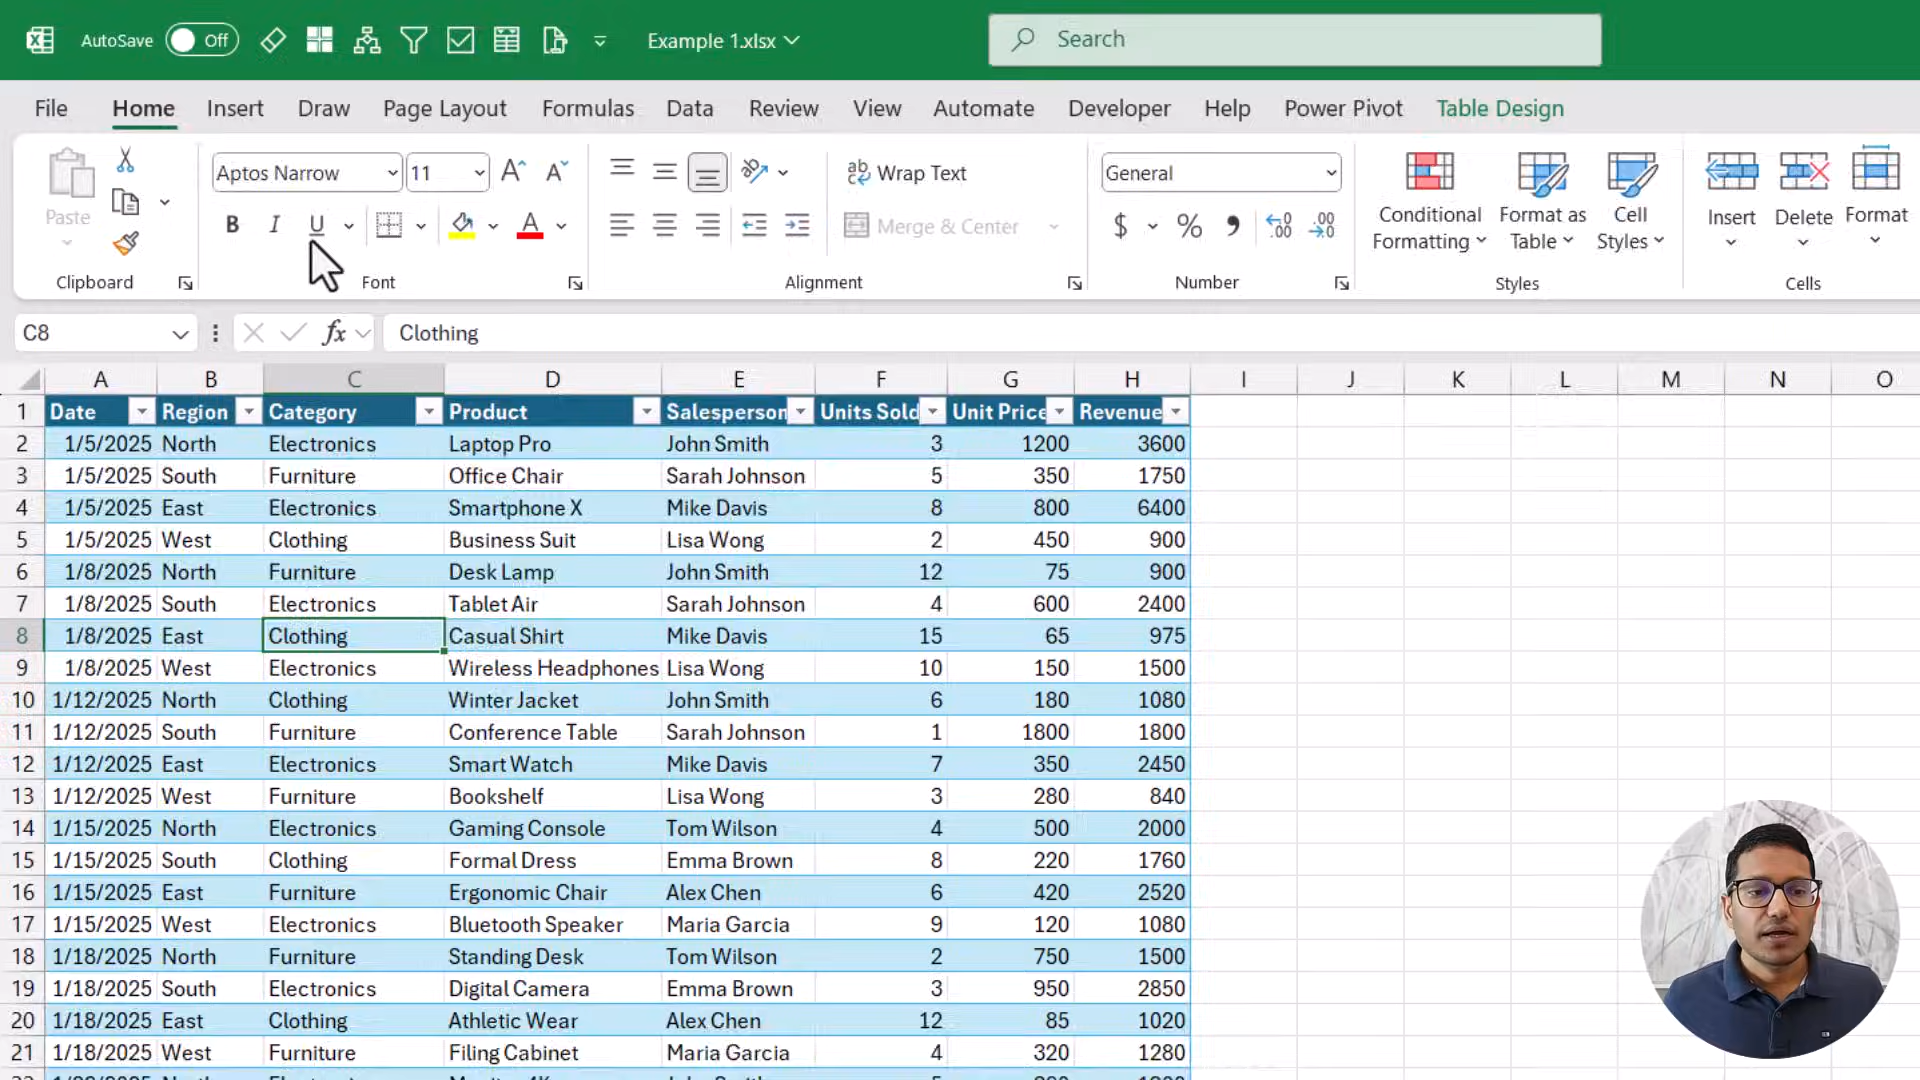 AutoSave Off Example 1.xlsx Search
File Home Insert Draw Page Layout Formulas Data Review View Automate Developer Help Power Pivot Table Design
Paste
Clipboard
Aptos Narrow 11
B I U
Font
Wrap Text
Merge & Center
Alignment
General
$ % 9
Number
Conditional Formatting
Format as Table
Cell Styles
Styles
Insert Delete Format
Cells
C8 fx Clothing
A B C D E F G H I J K L M N O
1 Date Region Category Product Salesperson Units Sold Unit Price Revenue
2 1/5/2025 North Electronics Laptop Pro John Smith 3 1200 3600
3 1/5/2025 South Furniture Office Chair Sarah Johnson 5 350 1750
4 1/5/2025 East Electronics Smartphone X Mike Davis 8 800 6400
5 1/5/2025 West Clothing Business Suit Lisa Wong 2 450 900
6 1/8/2025 North Furniture Desk Lamp John Smith 12 75 900
7 1/8/2025 South Electronics Tablet Air Sarah Johnson 4 600 2400
8 1/8/2025 East Clothing Casual Shirt Mike Davis 15 65 975
9 1/8/2025 West Electronics Wireless Headphones Lisa Wong 10 150 1500
10 1/12/2025 North Clothing Winter Jacket John Smith 6 180 1080
11 1/12/2025 South Furniture Conference Table Sarah Johnson 1 1800 1800
12 1/12/2025 East Electronics Smart Watch Mike Davis 7 350 2450
13 1/12/2025 West Furniture Bookshelf Lisa Wong 3 280 840
14 1/15/2025 North Electronics Gaming Console Tom Wilson 4 500 2000
15 1/15/2025 South Clothing Formal Dress Emma Brown 8 220 1760
16 1/15/2025 East Furniture Ergonomic Chair Alex Chen 6 420 2520
17 1/15/2025 West Electronics Bluetooth Speaker Maria Garcia 9 120 1080
18 1/18/2025 North Furniture Standing Desk Tom Wilson 2 750 1500
19 1/18/2025 South Electronics Digital Camera Emma Brown 3 950 2850
20 1/18/2025 East Clothing Athletic Wear Alex Chen 12 85 1020
21 1/18/2025 West Furniture Filing Cabinet Maria Garcia 4 320 1280